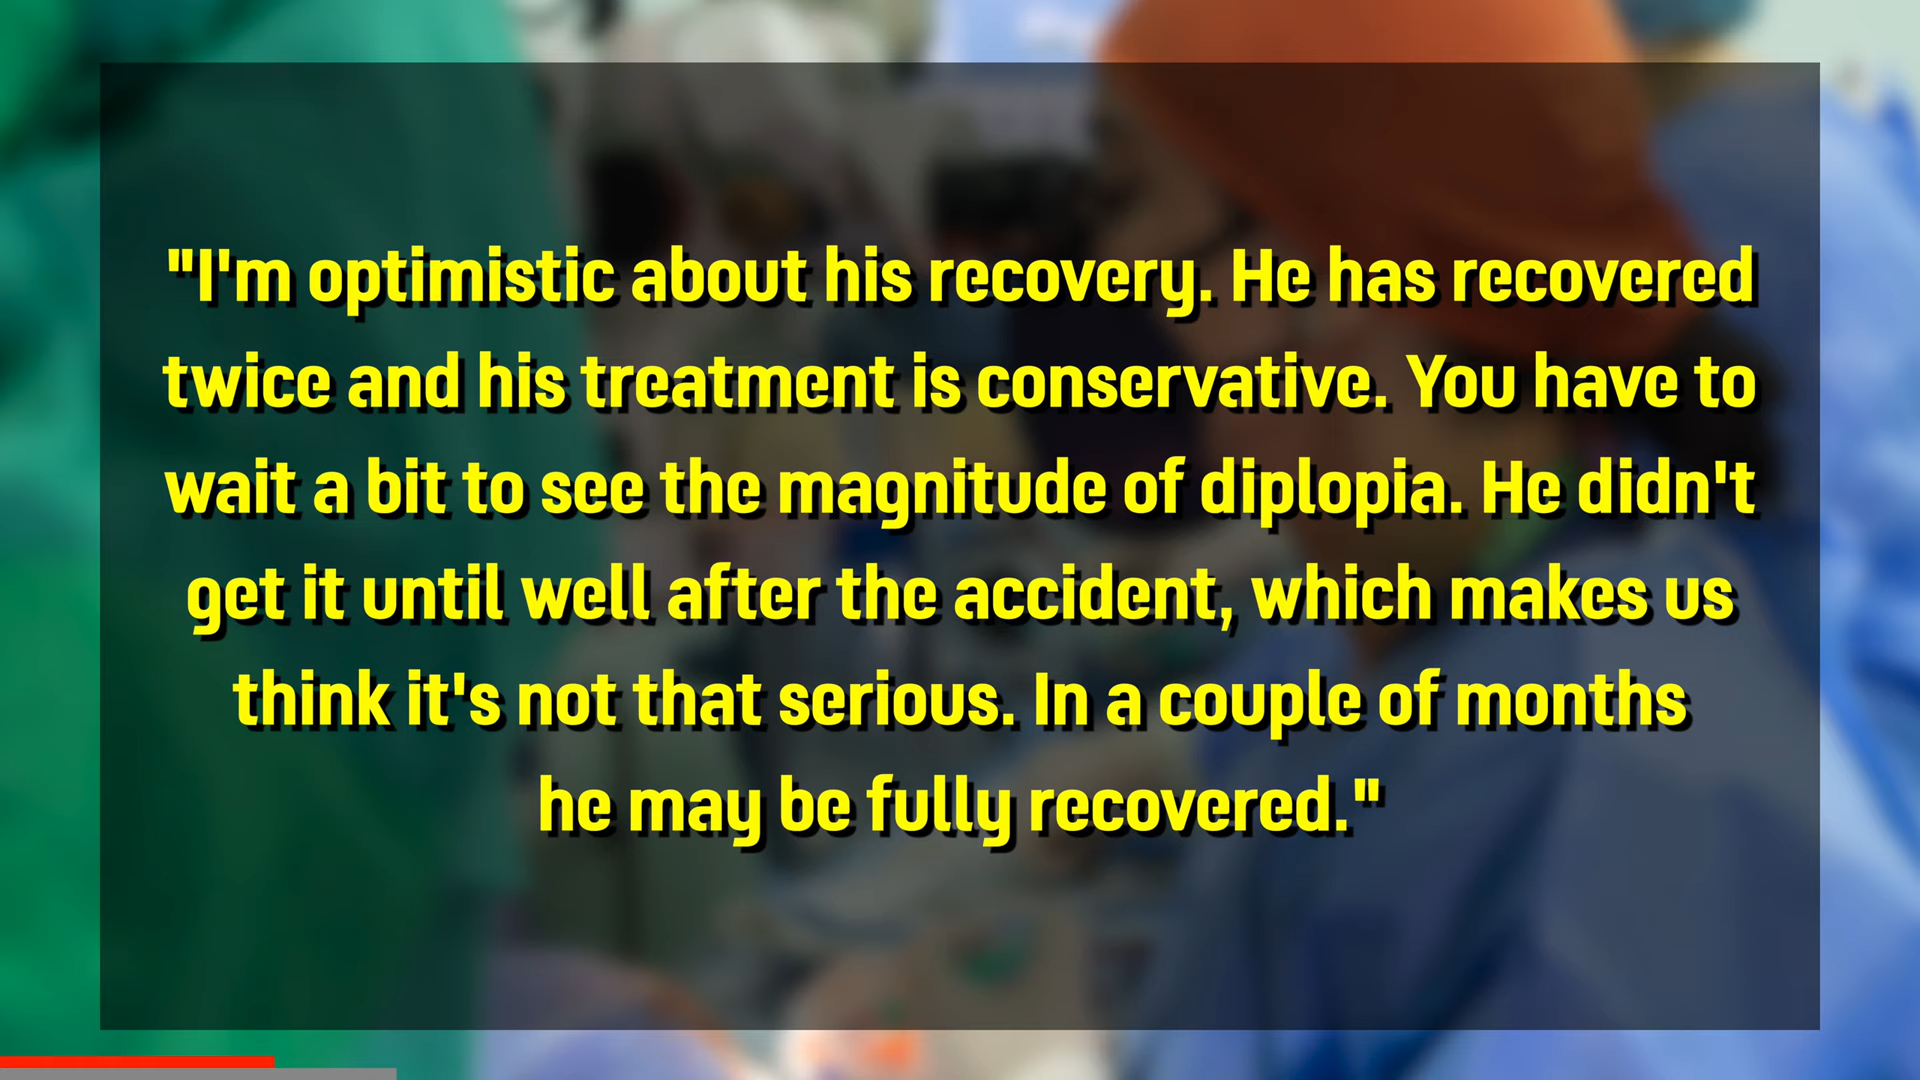 "I'm optimistic about his recovery. He has recovered
twice and his treatment is conservative. You have to
wait a bit to see the magnitude of diplopia. He didn't
get it until well after the accident, which makes us
think it's not that serious. In a couple of months
he may be fully recovered."